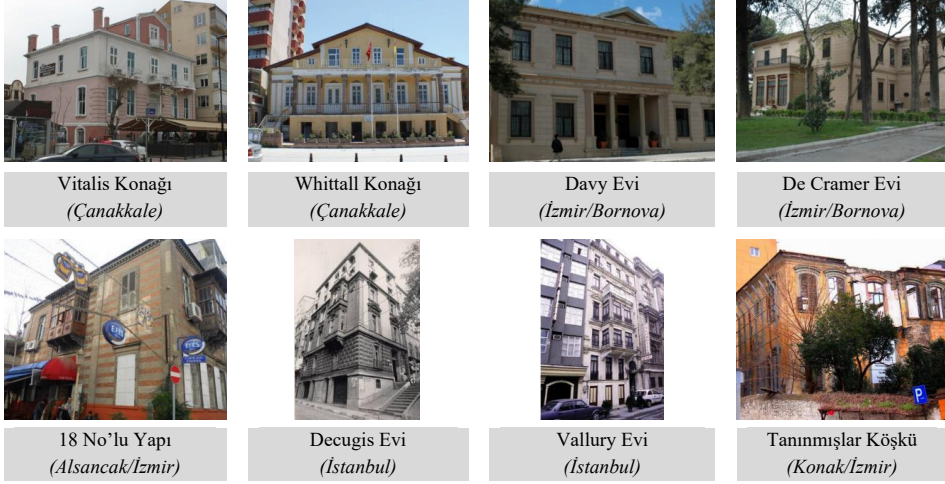 Vitalis Konağı
(Çanakkale)
Whittall Konağı
(Çanakkale)
Davy Evi
(İzmir/Bornova)
De Cramer Evi
(İzmir/Bornova)
EFES
P
18 No’lu Yapı
(Alsancak/İzmir)
Decugis Evi
(İstanbul)
Vallury Evi
(İstanbul)
Tanınmışlar Köşkü
(Konak/İzmir)